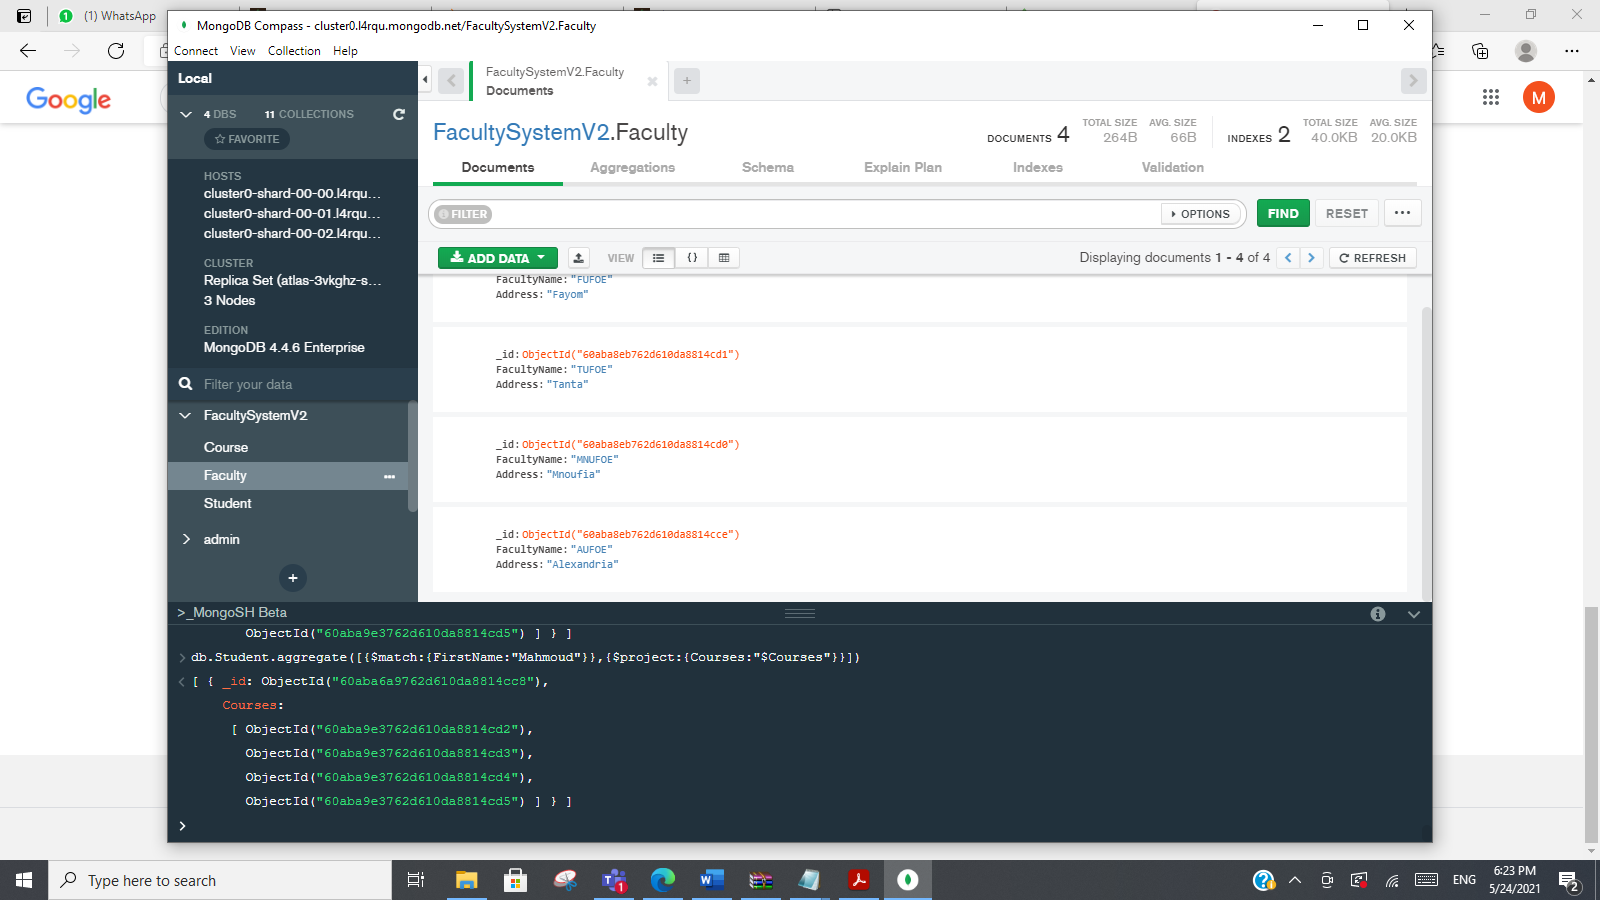 (1) WhatsApp
MongoDB Compass - cluster0.l4rqu.mongodb.net/FacultySystemV2.Faculty
Connect View Collection Help
Google
M
Local
4 DBS 11 COLLECTIONS
FAVORITE
HOSTS
cluster0-shard-00-00.l4rqu...
cluster0-shard-00-01.l4rqu...
cluster0-shard-00-02.l4rqu...
CLUSTER
Replica Set (atlas-3vkghz-s...
3 Nodes
EDITION
MongoDB 4.4.6 Enterprise
Filter your data
FacultySystemV2
Course
Faculty
Student
admin
FacultySystemV2.Faculty
Documents
FacultySystemV2.Faculty
DOCUMENTS 4 TOTAL SIZE 264B AVG. SIZE 66B INDEXES 2 TOTAL SIZE 40.0KB AVG. SIZE 20.0KB
Documents Aggregations Schema Explain Plan Indexes Validation
FILTER OPTIONS FIND RESET
ADD DATA VIEW {} Displaying documents 1 - 4 of 4 REFRESH
FacultyName: "FUFOE"
Address: "Fayom"
_id: ObjectId("60aba8eb762d610da8814cd1")
FacultyName: "TUFOE"
Address: "Tanta"
_id: ObjectId("60aba8eb762d610da8814cd0")
FacultyName: "MNUFOE"
Address: "Mnoufia"
_id: ObjectId("60aba8eb762d610da8814cce")
FacultyName: "AUFOE"
Address: "Alexandria"
>_MongoSH Beta
ObjectId("60aba9e3762d610da8814cd5") ] } ]
> db.Student.aggregate([{$match:{FirstName:"Mahmoud"}},{$project:{Courses:"$Courses"}}])
< [ { _id: ObjectId("60aba6a9762d610da8814cc8"),
Courses:
[ ObjectId("60aba9e3762d610da8814cd2"),
ObjectId("60aba9e3762d610da8814cd3"),
ObjectId("60aba9e3762d610da8814cd4"),
ObjectId("60aba9e3762d610da8814cd5") ] } ]
>
Type here to search
1
ENG
6:23 PM
5/24/2021
2